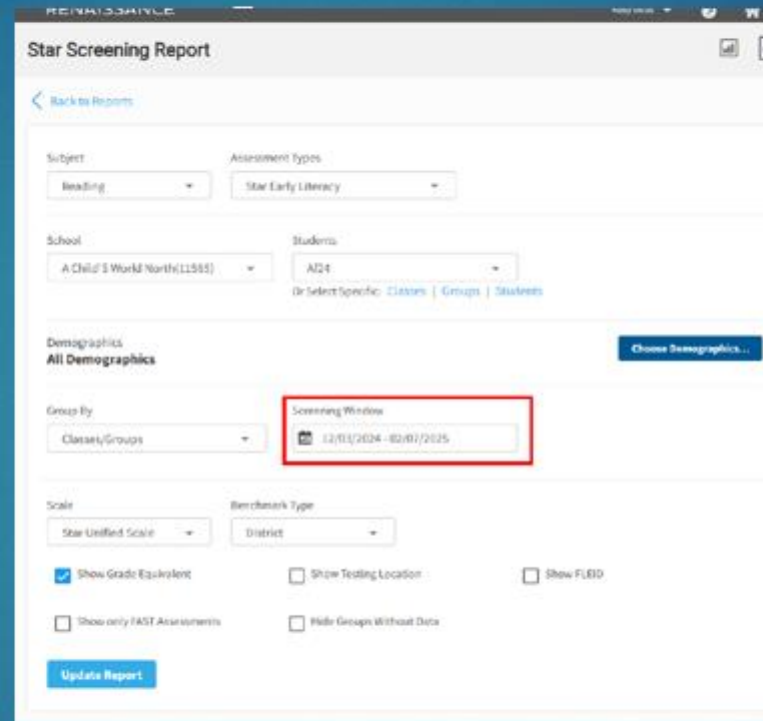 RENAISSANCE
Star Screening Report
Back to Reports
Subject Assessment Types
Reading Star Early Literacy
School Students
A Child'S World North(11565) All24
Or Select Specific: Classes | Groups | Students
Demographics
All Demographics
Choose Demographics...
Group By Screening Window
Classes/Groups 12/03/2024 - 02/07/2025
Scale Benchmark Type
Star Unified Scale District
Show Grade Equivalent Show Testing Location Show FLEID
Show only FAST Assessments Hide Groups Without Data
Update Report